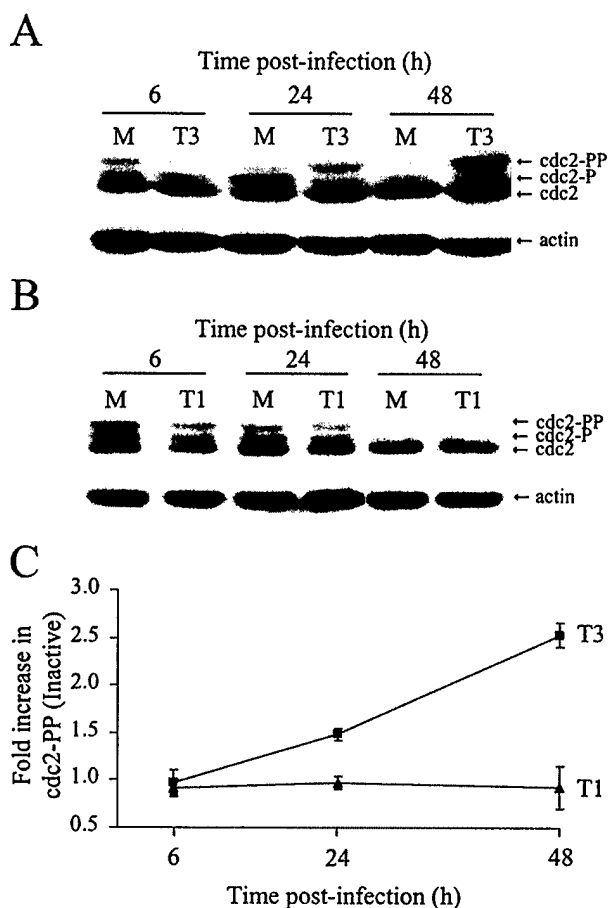 A
Time post-infection (h)
6 24 48
M T3 M T3 M T3
← cdc2-PP
← cdc2-P
← cdc2
← actin
B
Time post-infection (h)
6 24 48
M T1 M T1 M T1
← cdc2-PP
← cdc2-P
← cdc2
← actin
C
Fold increase in
cdc2-PP (Inactive)
3.0
2.5
2.0
1.5
1.0
0.5
T3
T1
6 24 48
Time post-infection (h)